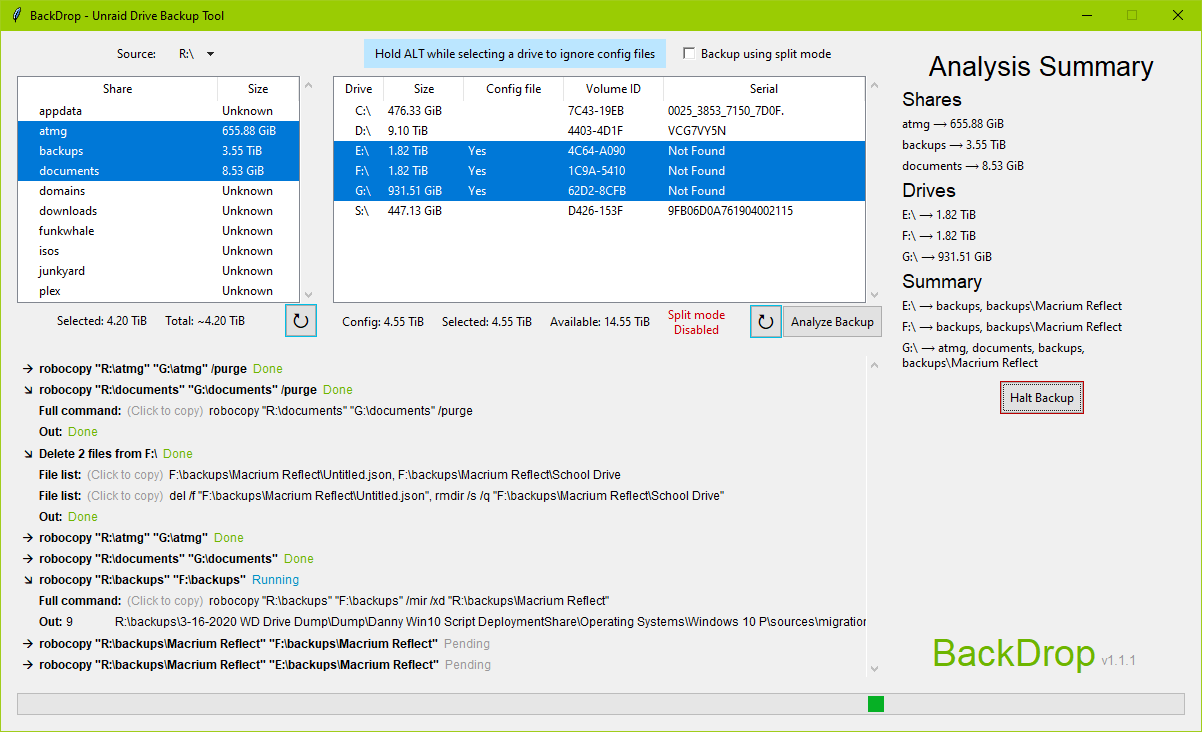 BackDrop - Unraid Drive Backup Tool
Source: R:\
Hold ALT while selecting a drive to ignore config files
Backup using split mode
Share Size
appdata Unknown
atmg 655.88 GiB
backups 3.55 TiB
documents 8.53 GiB
domains Unknown
downloads Unknown
funkwhale Unknown
isos Unknown
junkyard Unknown
plex Unknown
Selected: 4.20 TiB Total: ~4.20 TiB
Drive Size Config file Volume ID Serial
C:\ 476.33 GiB 7C43-19EB 0025_3853_7150_7D0F.
D:\ 9.10 TiB 4403-4D1F VCG7VY5N
E:\ 1.82 TiB Yes 4C64-A090 Not Found
F:\ 1.82 TiB Yes 1C9A-5410 Not Found
G:\ 931.51 GiB Yes 62D2-8CFB Not Found
S:\ 447.13 GiB D426-153F 9FB06D0A761904002115
Config: 4.55 TiB Selected: 4.55 TiB Available: 14.55 TiB
Split mode
Disabled
Analyze Backup
→ robocopy "R:\atmg" "G:\atmg" /purge Done
↘ robocopy "R:\documents" "G:\documents" /purge Done
Full command: (Click to copy) robocopy "R:\documents" "G:\documents" /purge
Out: Done
↘ Delete 2 files from F:\ Done
File list: (Click to copy) F:\backups\Macrium Reflect\Untitled.json, F:\backups\Macrium Reflect\School Drive
File list: (Click to copy) del /f "F:\backups\Macrium Reflect\Untitled.json", rmdir /s /q "F:\backups\Macrium Reflect\School Drive"
Out: Done
→ robocopy "R:\atmg" "G:\atmg" Done
→ robocopy "R:\documents" "G:\documents" Done
↘ robocopy "R:\backups" "F:\backups" Running
Full command: (Click to copy) robocopy "R:\backups" "F:\backups" /mir /xd "R:\backups\Macrium Reflect"
Out: 9 R:\backups\3-16-2020 WD Drive Dump\Dump\Danny Win10 Script DeploymentShare\Operating Systems\Windows 10 P\sources\migration
→ robocopy "R:\backups\Macrium Reflect" "F:\backups\Macrium Reflect" Pending
→ robocopy "R:\backups\Macrium Reflect" "E:\backups\Macrium Reflect" Pending
Analysis Summary
Shares
atmg → 655.88 GiB
backups → 3.55 TiB
documents → 8.53 GiB
Drives
E:\ → 1.82 TiB
F:\ → 1.82 TiB
G:\ → 931.51 GiB
Summary
E:\ → backups, backups\Macrium Reflect
F:\ → backups, backups\Macrium Reflect
G:\ → atmg, documents, backups,
backups\Macrium Reflect
Halt Backup
BackDrop v1.1.1